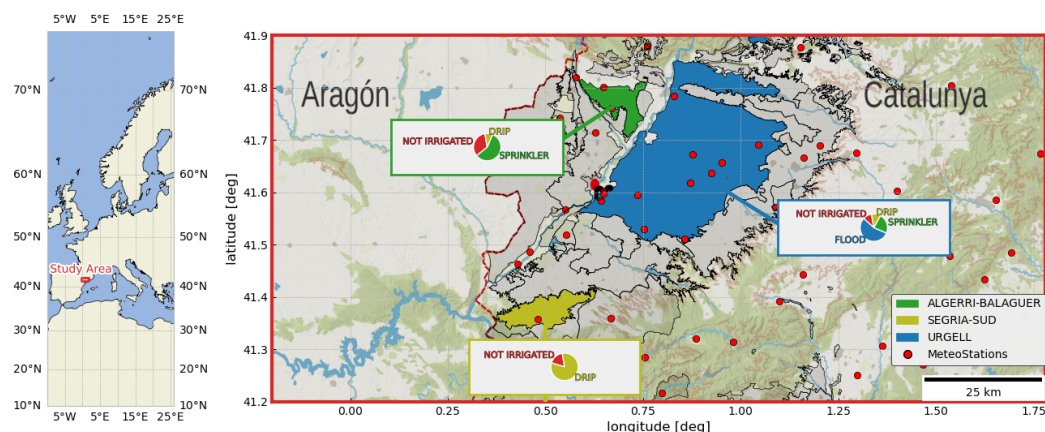 5°W 5°E 15°E 25°E
70°N 70°N
60°N 60°N
50°N 50°N
Study Area
40°N 40°N
30°N 30°N
20°N 20°N
10°N 10°N
5°W 5°E 15°E 25°E
41.9
41.8
41.7
41.6
41.5
41.4
41.3
41.2
latitude [deg]
Aragón
Catalunya
DRIP
NOT IRRIGATED
SPRINKLER
DRIP
NOT IRRIGATED
SPRINKLER
FLOOD
NOT IRRIGATED
DRIP
ALGERRI-BALAGUER
SEGRIA-SUD
URGELL
MeteoStations
25 km
0.00 0.25 0.50 0.75 1.00 1.25 1.50 1.75
longitude [deg]